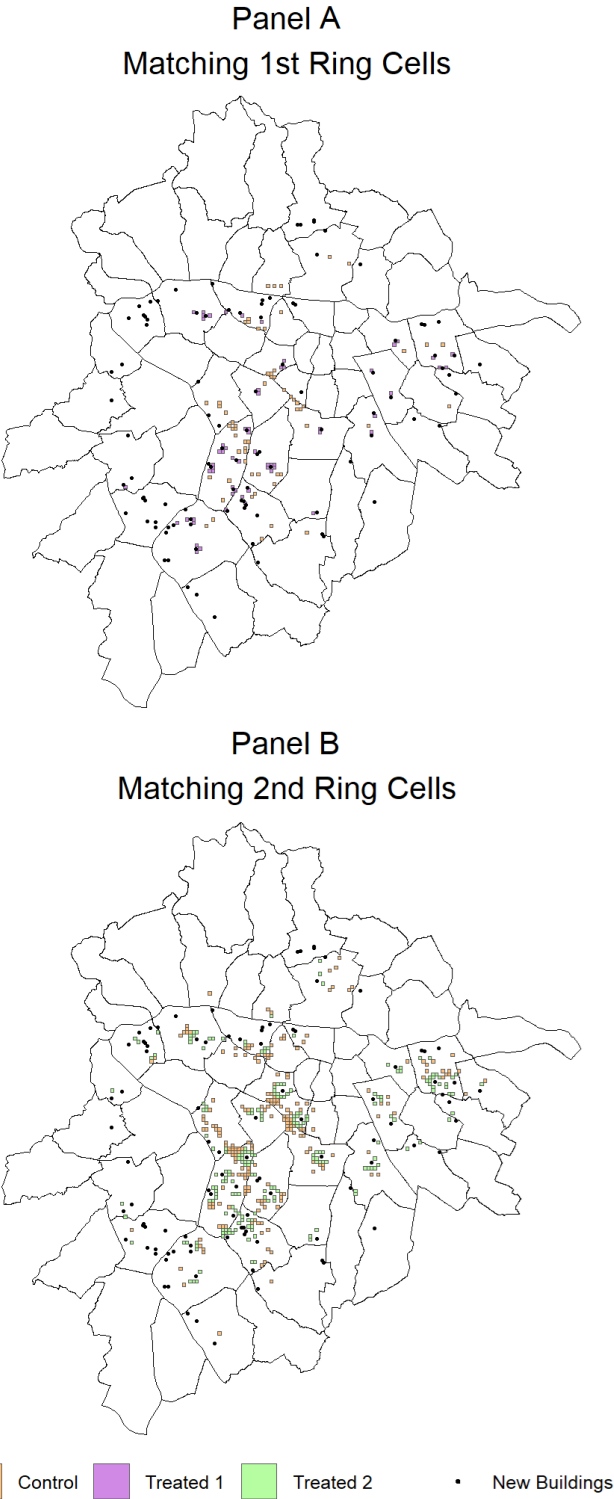 Panel A
Matching 1st Ring Cells
Panel B
Matching 2nd Ring Cells
Control Treated 1 Treated 2 New Buildings